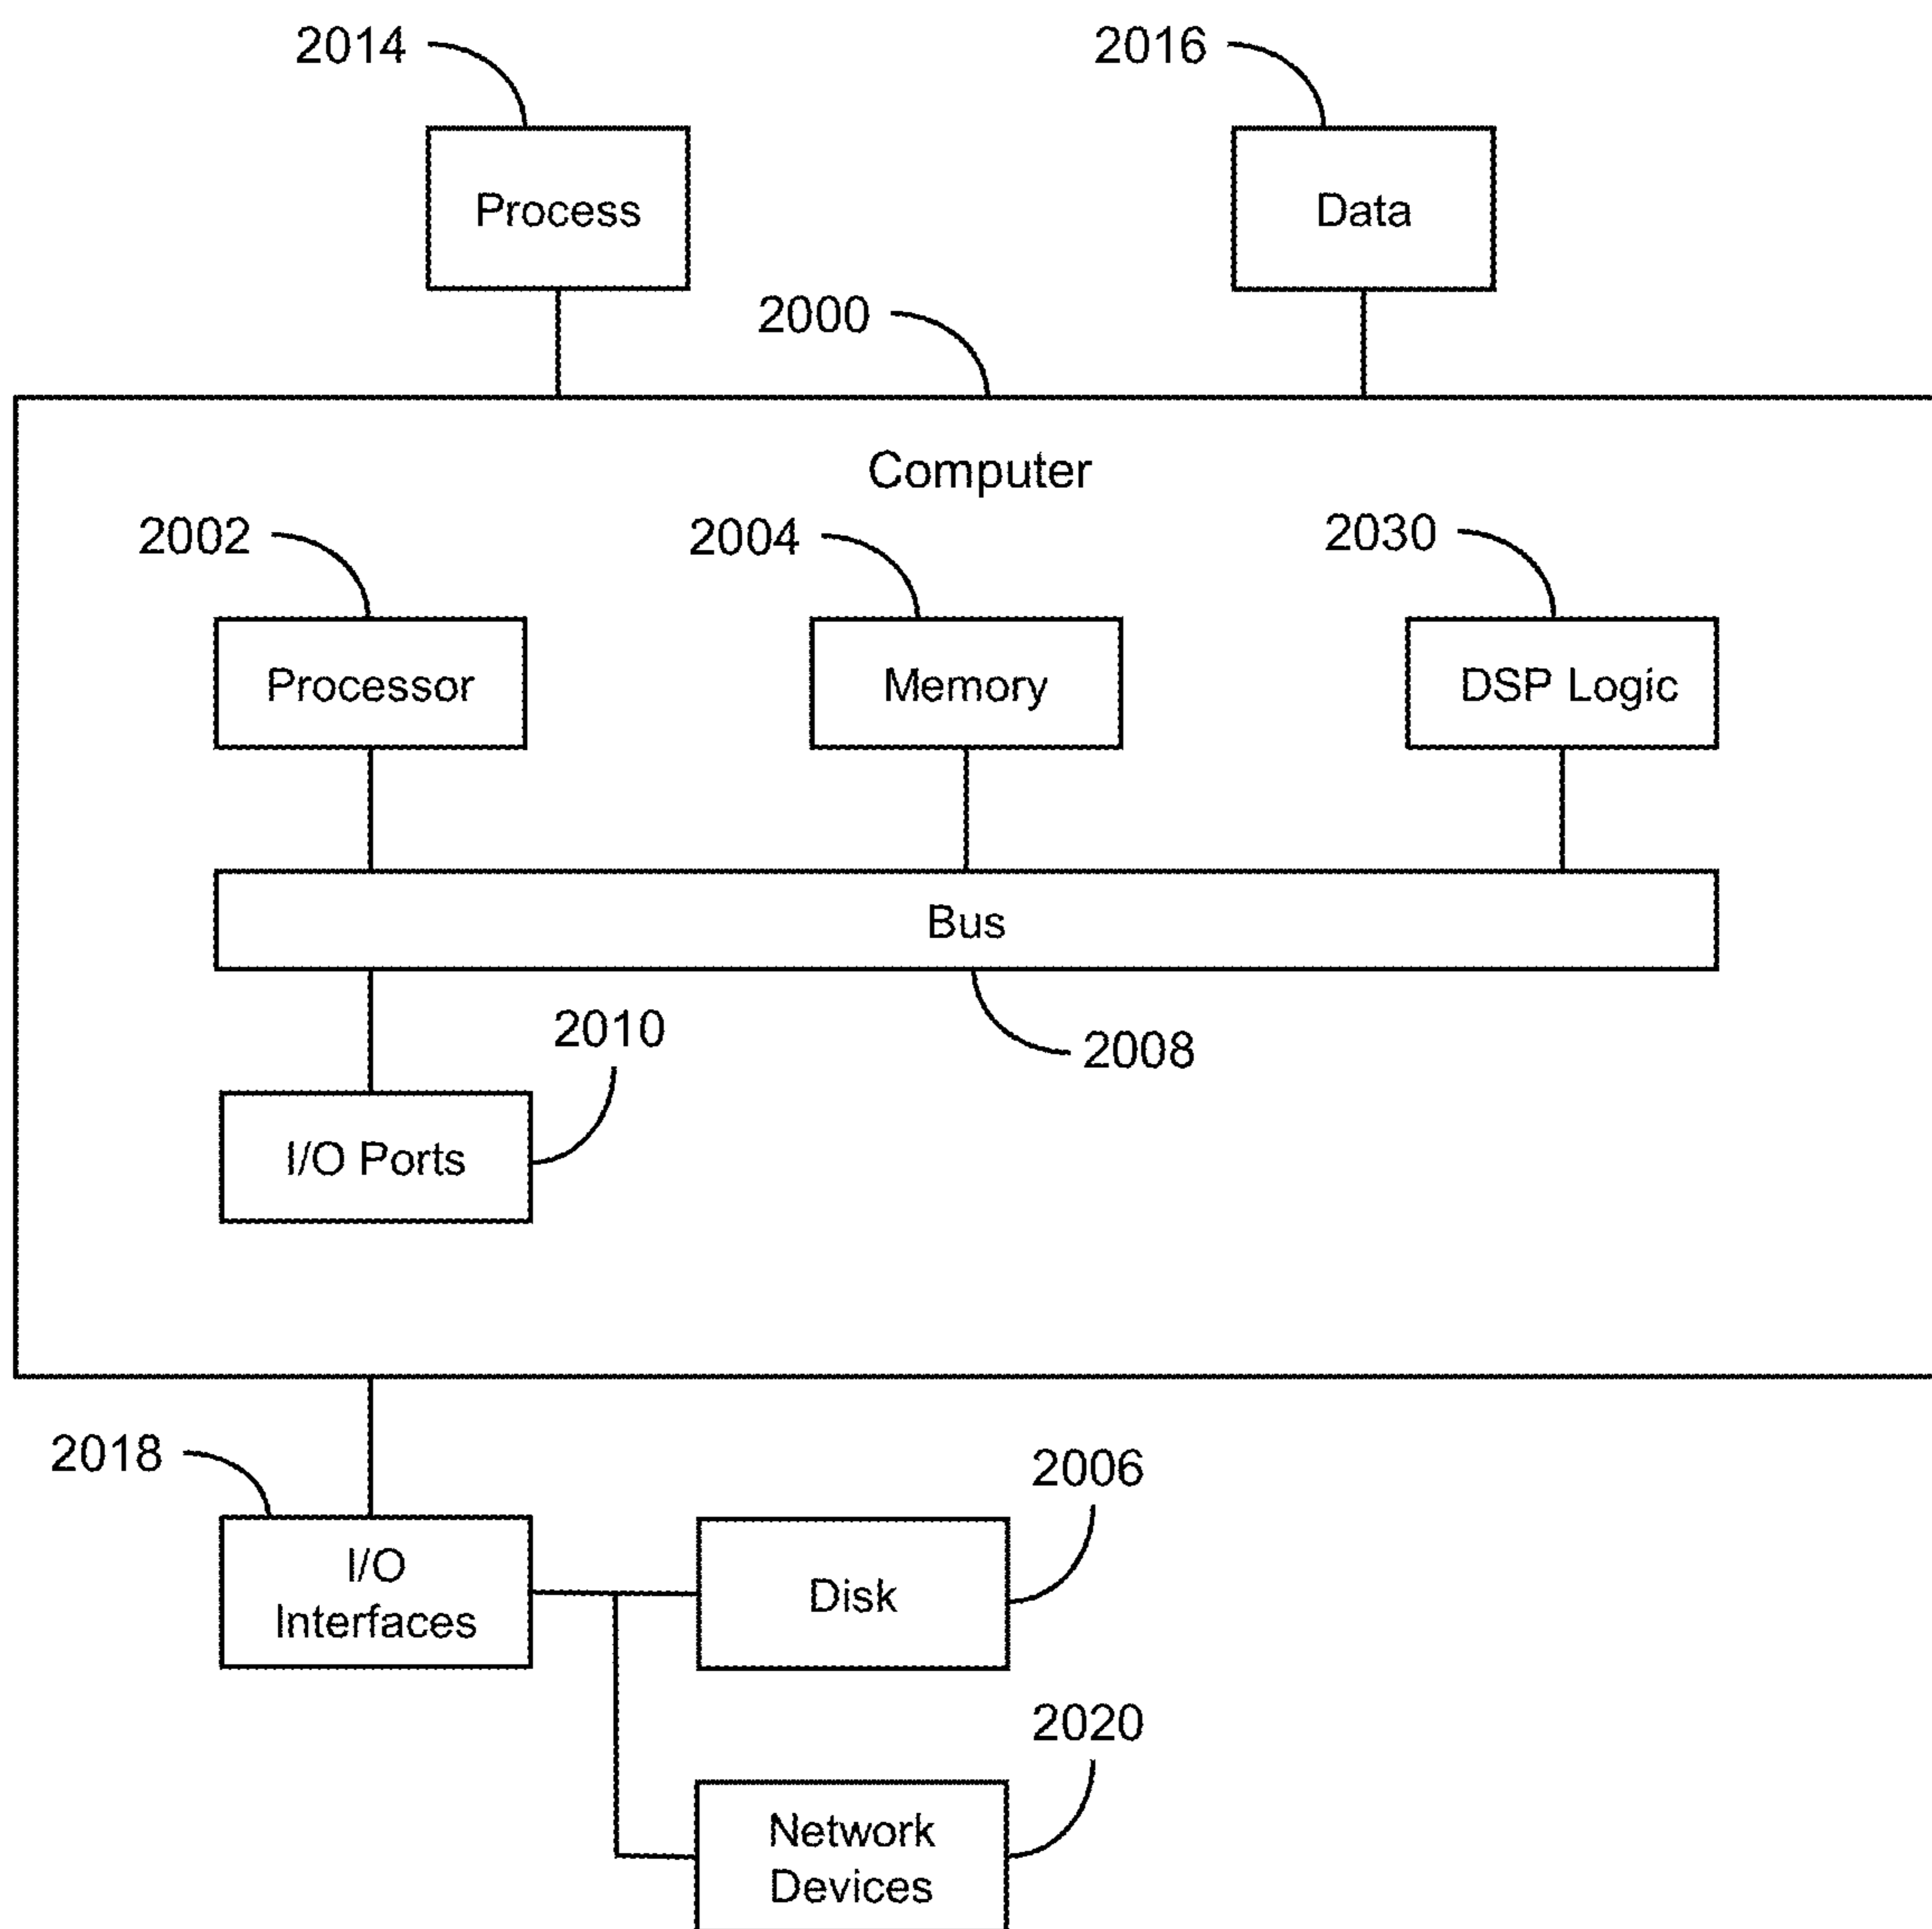 2014
2016
Process
Data
2000
Computer
2002
2004
2030
Processor
Memory
DSP Logic
Bus
2010
2008
I/O Ports
2018
2006
I/O
Interfaces
Disk
2020
Network
Devices